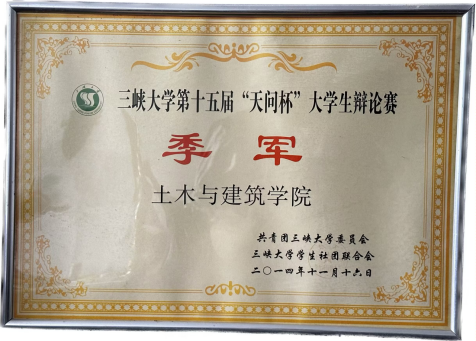 三峡大学第十五届“天问杯”大学生辩论赛
季军
土木与建筑学院
共青团三峡大学委员会
三峡大学学生社团联合会
二〇一四年十一月十六日